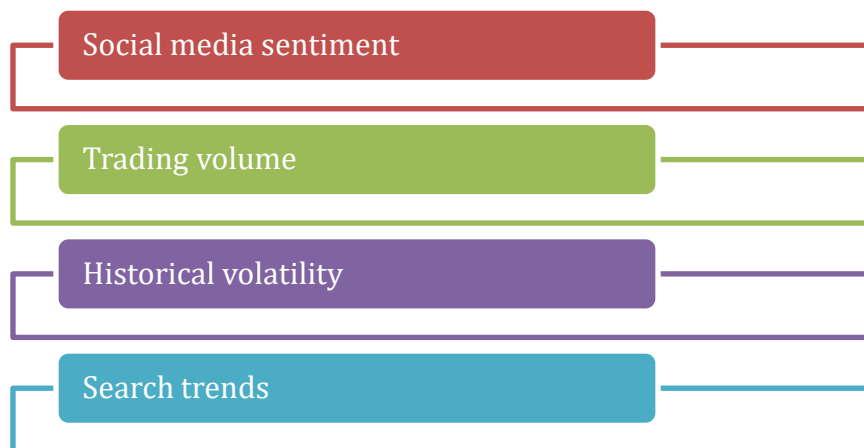 Social media sentiment
Trading volume
Historical volatility
Search trends